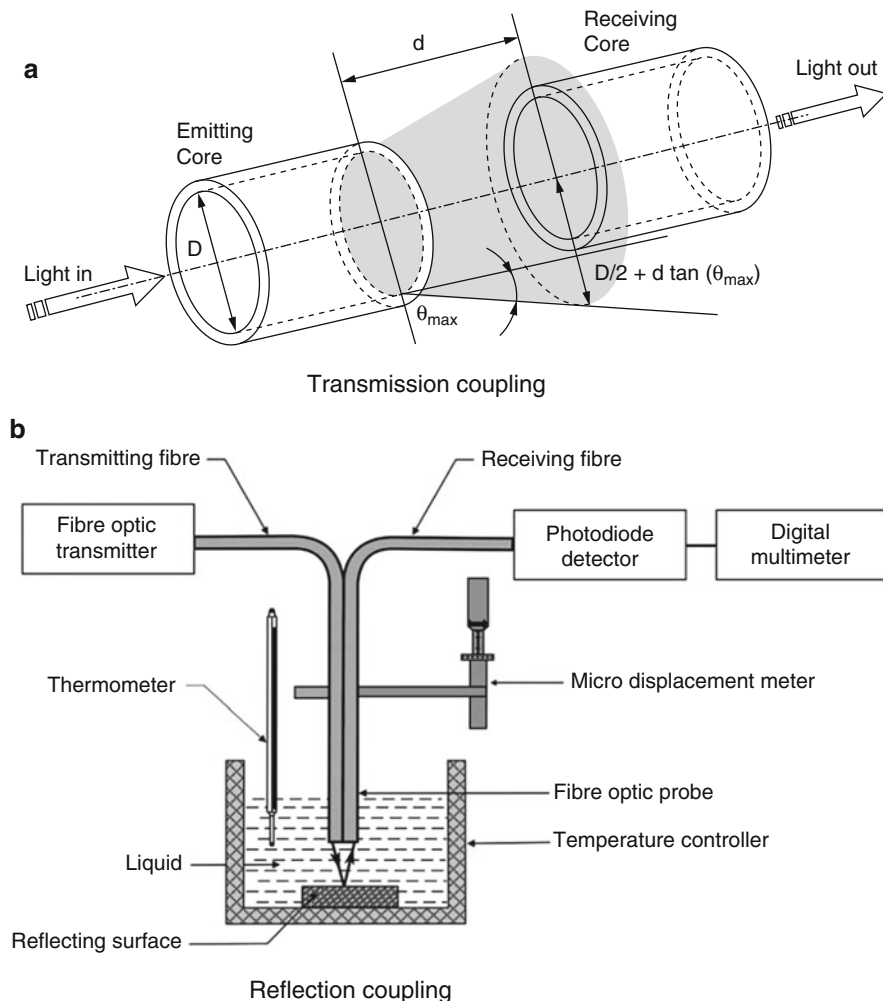 a
d
Receiving
Core
Light out
Emitting
Core
D
Light in
D/2 + d tan (θmax)
θmax
Transmission coupling
b
Transmitting fibre
Receiving fibre
Fibre optic
transmitter
Photodiode
detector
Digital
multimeter
Thermometer
Micro displacement meter
Fibre optic probe
Temperature controller
Liquid
Reflecting surface
Reflection coupling